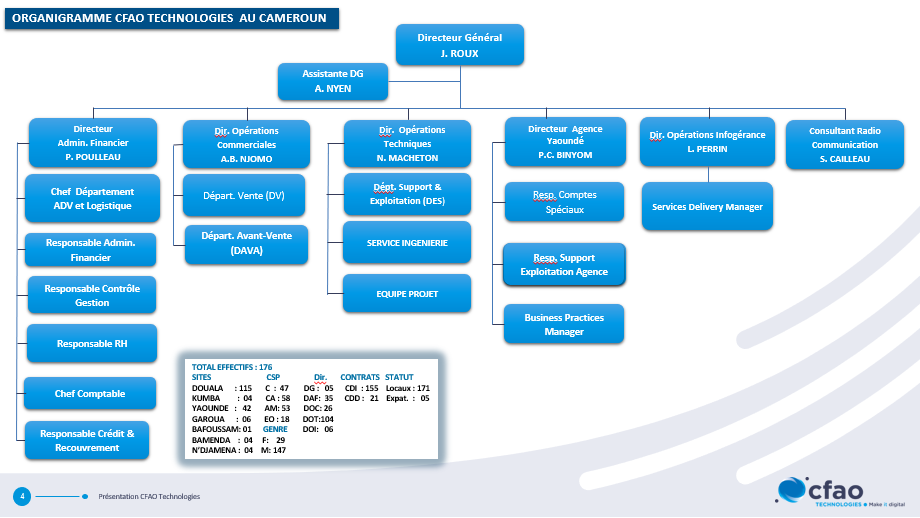 ORGANIGRAMME CFAO TECHNOLOGIES AU CAMEROUN
Directeur Général
J. ROUX
Assistante DG
A. NYEN
Directeur
Admin. Financier
P. POULLEAU
Chef Département
ADV et Logistique
Responsable Admin.
Financier
Responsable Contrôle
Gestion
Responsable RH
Chef Comptable
Responsable Crédit &
Recouvrement
Dir. Opérations
Commerciales
A.B. NJOMO
Départ. Vente (DV)
Départ. Avant-Vente
(DAVA)
Dir. Opérations
Techniques
N. MACHETON
Dépt. Support &
Exploitation (DES)
SERVICE INGENIERIE
EQUIPE PROJET
Directeur Agence
Yaoundé
P.C. BINYOM
Resp. Comptes
Spéciaux
Resp. Support
Exploitation Agence
Business Practices
Manager
Dir. Opérations Infogérance
L. PERRIN
Services Delivery Manager
Consultant Radio
Communication
S. CAILLEAU
TOTAL EFFECTIFS : 176
SITES CSP Dir. CONTRATS STATUT
DOUALA : 115 C : 47 DG : 05 CDI : 155 Locaux : 171
KUMBA : 04 CA : 58 DAF: 35 CDD : 21 Expat. : 05
YAOUNDE : 42 AM: 53 DOC: 26
GAROUA : 06 EO : 18 DOT:104
BAFOUSSAM: 01 GENRE DOI: 06
BAMENDA : 04 F: 29
N'DJAMENA : 04 M: 147
4
Présentation CFAO Technologies
cfao
TECHNOLOGIES Make it digital